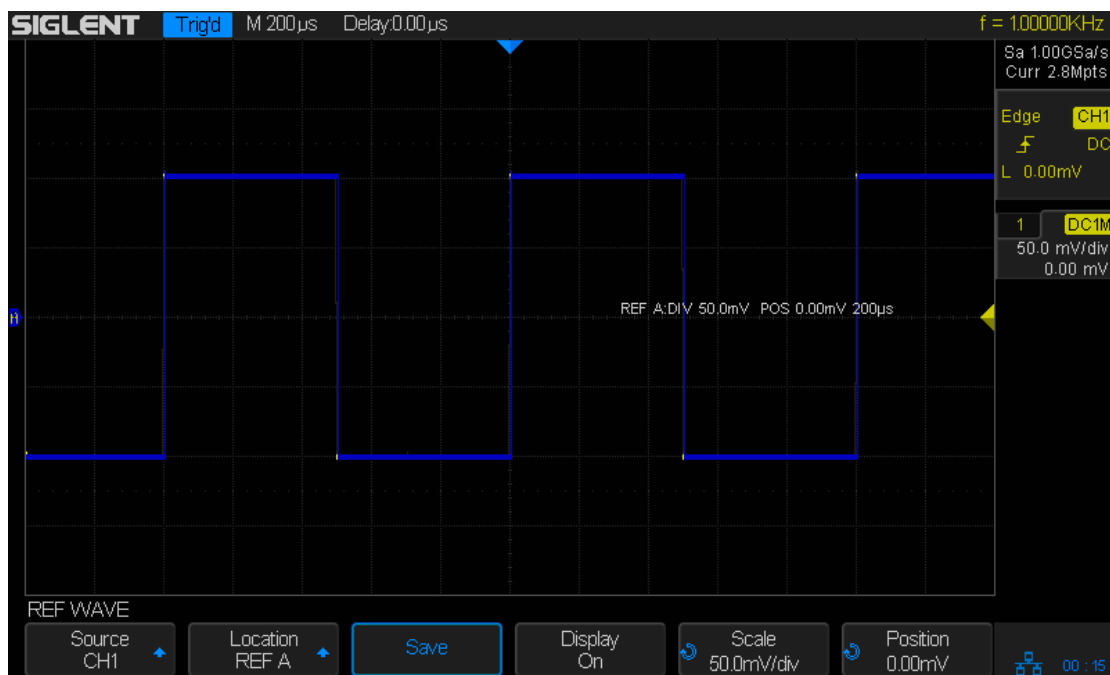 SIGLENT Trig'd M 200µs Delay:0.00µs f = 1.00000KHz
Sa 1.00GSa/s
Curr 2.8Mpts
Edge CH1
DC
L 0.00mV
1 DC1M
50.0 mV/div
0.00 mV
REF A:DIV 50.0mV POS 0.00mV 200µs
REF WAVE
Source
CH1
Location
REF A
Save
Display
On
Scale
50.0mV/div
Position
0.00mV
00 : 15